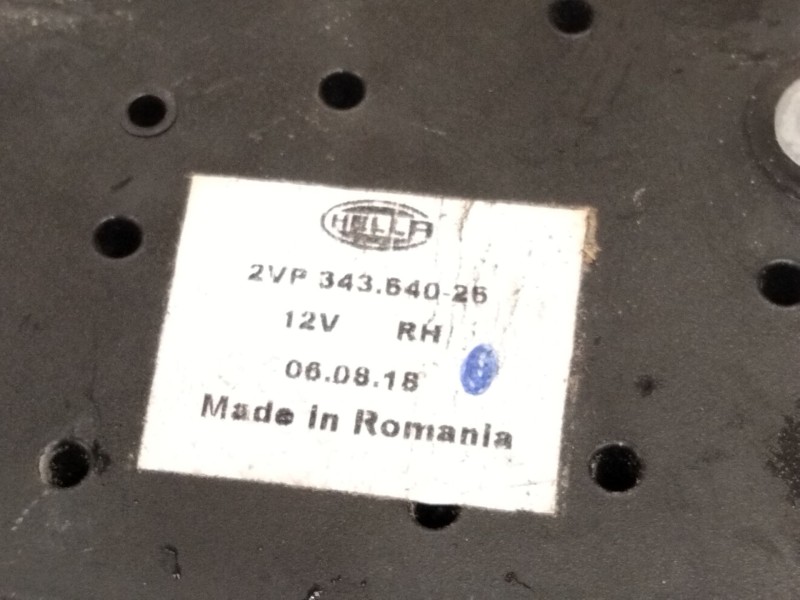 HELLA
2VP 343.640-26
12V RH
06.08.18
Made in Romania